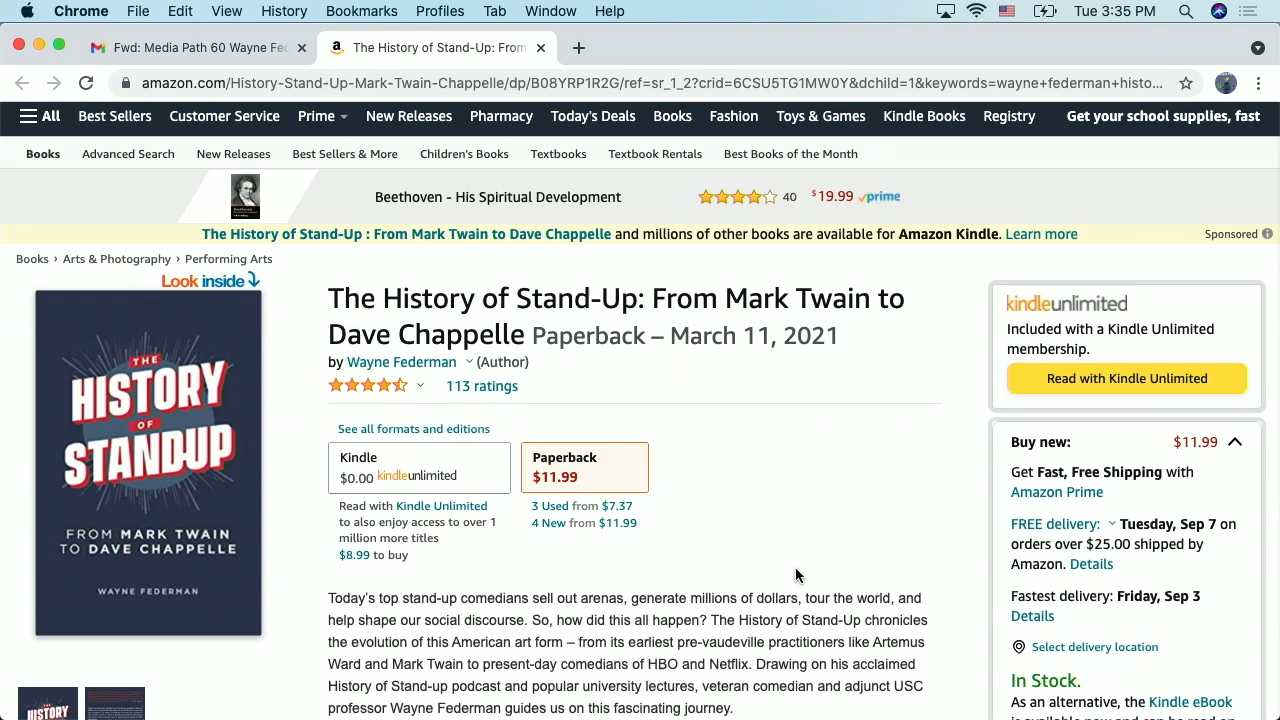 Chrome File Edit View History Bookmarks Profiles Tab Window Help Tue 3:35 PM
Fwd: Media Path 60 Wayne Fed
The History of Stand-Up: From
amazon.com/History-Stand-Up-Mark-Twain-Chappelle/dp/B08YRP1R2G/ref=sr_1_2?crid=6CSU5TG1MW0Y&dchild=1&keywords=wayne+federman+histo...
All Best Sellers Customer Service Prime New Releases Pharmacy Today's Deals Books Fashion Toys & Games Kindle Books Registry Get your school supplies, fast
Books Advanced Search New Releases Best Sellers & More Children's Books Textbooks Textbook Rentals Best Books of the Month
Beethoven - His Spiritual Development 40 $19.99 prime
The History of Stand-Up : From Mark Twain to Dave Chappelle and millions of other books are available for Amazon Kindle. Learn more
Sponsored
Books › Arts & Photography › Performing Arts
Look inside
THE
HISTORY
OF
STANDUP
FROM MARK TWAIN
TO DAVE CHAPPELLE
WAYNE FEDERMAN
The History of Stand-Up: From Mark Twain to
Dave Chappelle Paperback – March 11, 2021
by Wayne Federman (Author)
113 ratings
See all formats and editions
Kindle
$0.00 kindleunlimited
Read with Kindle Unlimited
to also enjoy access to over 1
million more titles
$8.99 to buy
Paperback
$11.99
3 Used from $7.37
4 New from $11.99
Today's top stand-up comedians sell out arenas, generate millions of dollars, tour the world, and
help shape our social discourse. So, how did this all happen? The History of Stand-Up chronicles
the evolution of this American art form – from its earliest pre-vaudeville practitioners like Artemus
Ward and Mark Twain to present-day comedians of HBO and Netflix. Drawing on his acclaimed
History of Stand-up podcast and popular university lectures, veteran comedian and adjunct USC
professor Wayne Federman guides us on this fascinating journey.
kindleunlimited
Included with a Kindle Unlimited
membership.
Read with Kindle Unlimited
Buy new: $11.99
Get Fast, Free Shipping with
Amazon Prime
FREE delivery: Tuesday, Sep 7 on
orders over $25.00 shipped by
Amazon. Details
Fastest delivery: Friday, Sep 3
Details
Select delivery location
In Stock.
As an alternative, the Kindle eBook
THE
HISTORY